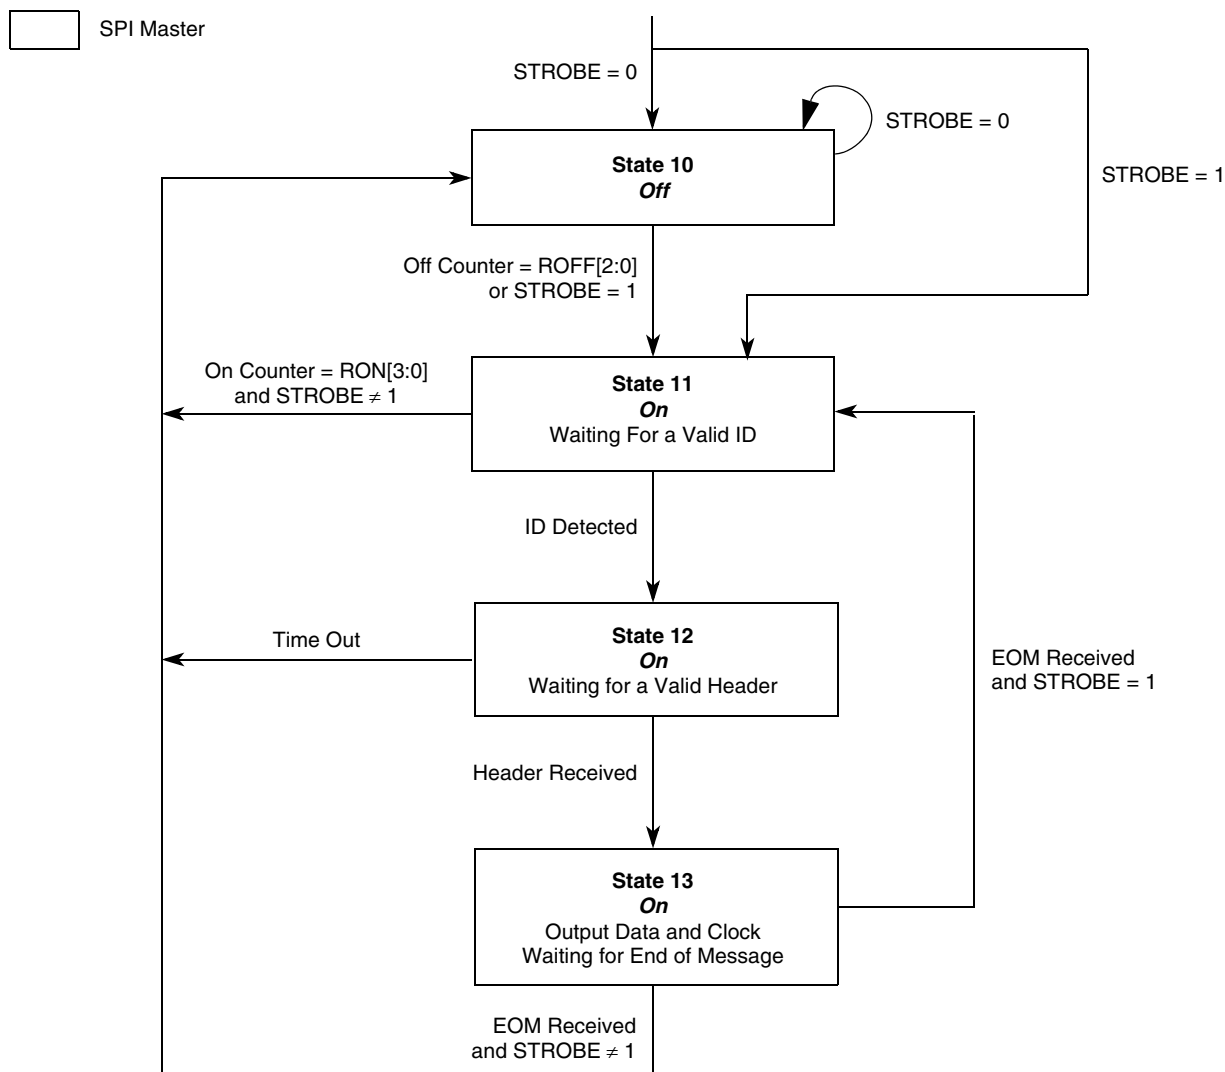 SPI Master
STROBE = 0
STROBE = 0
STROBE = 1
State 10
Off
Off Counter = ROFF[2:0]
or STROBE = 1
On Counter = RON[3:0]
and STROBE ≠ 1
State 11
On
Waiting For a Valid ID
ID Detected
Time Out
State 12
On
Waiting for a Valid Header
EOM Received
and STROBE = 1
Header Received
State 13
On
Output Data and Clock
Waiting for End of Message
EOM Received
and STROBE ≠ 1